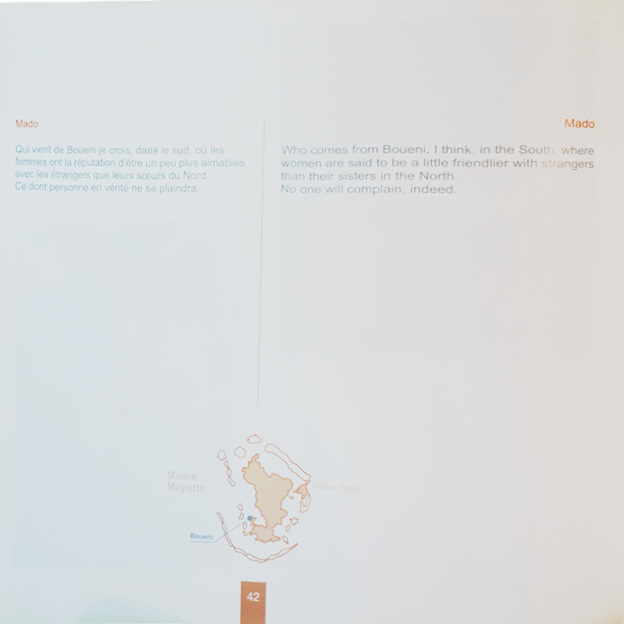 Mado
Qui vient de Boueni je crois, dans le sud, où les
femmes ont la réputation d'être un peu plus aimables
avec les étrangers que leurs sœurs du Nord.
Ce dont personne en vérité ne se plaindra.
Mado
Who comes from Boueni, I think, in the South, where
women are said to be a little friendlier with strangers
than their sisters in the North.
No one will complain, indeed.
Maore
Mayotte
Boueni
42